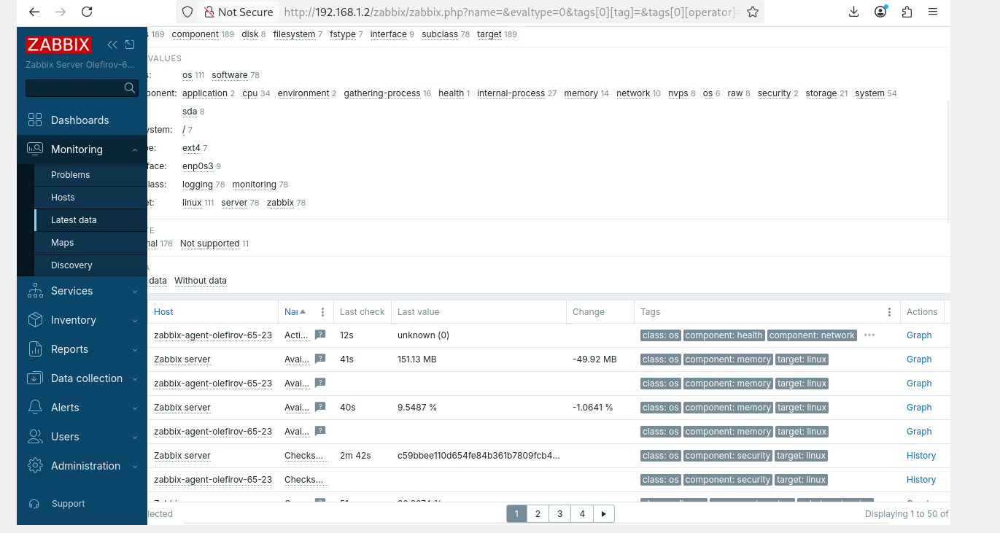 Not Secure http://192.168.1.2/zabbix/zabbix.php?name=&evaltype=0&tags[0][tag]=&tags[0][operator]=
ZABBIX
Zabbix Server Olefirov-6...
Dashboards
Monitoring
Problems
Hosts
Latest data
Maps
Discovery
Services
Inventory
Reports
Data collection
Alerts
Users
Administration
Support
189 component 189 disk 8 filesystem 7 fstype 7 interface 9 subclass 78 target 189
VALUES
os 111 software 78
onent: application 2 cpu 34 environment 2 gathering-process 16 health 1 internal-process 27 memory 14 network 10 nvps 8 os 6 raw 8 security 2 storage 21 system 54
sda 8
ystem: / 7
e: ext4 7
face: enp0s3 9
lass: logging 78 monitoring 78
et: linux 111 server 78 zabbix 78
TE
nal 178 Not supported 11
data Without data
Host Nar Last check Last value Change Tags Actions
zabbix-agent-olefirov-65-23 Acti... ? 12s unknown (0) class: os component: health component: network ••• Graph
Zabbix server Avai... ? 41s 151.13 MB -49.92 MB class: os component: memory target: linux Graph
zabbix-agent-olefirov-65-23 Avai... ? class: os component: memory target: linux Graph
Zabbix server Avai... ? 40s 9.5487 % -1.0641 % class: os component: memory target: linux Graph
zabbix-agent-olefirov-65-23 Avai... ? class: os component: memory target: linux Graph
Zabbix server Checks... 2m 42s c59bbee110d654fe84b361b7809fcb4... class: os component: security target: linux History
zabbix-agent-olefirov-65-23 Checks... class: os component: security target: linux History
lected 1 2 3 4 Displaying 1 to 50 of